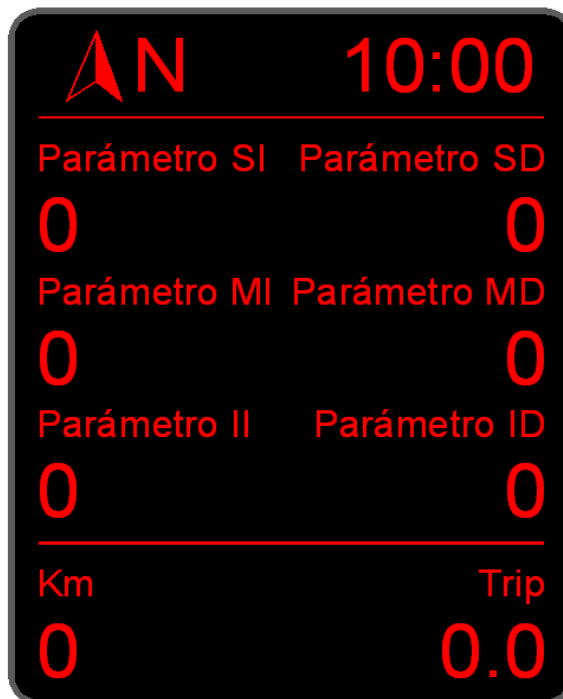 N 10:00
Parámetro SI Parámetro SD
0 0
Parámetro MI Parámetro MD
0 0
Parámetro II Parámetro ID
0 0
Km Trip
0 0.0